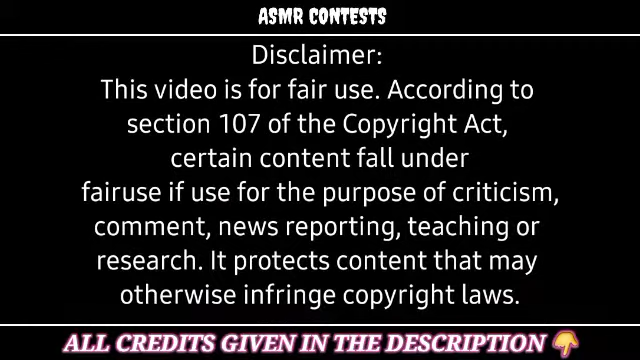 ASMR CONTESTS
Disclaimer:
This video is for fair use. According to
section 107 of the Copyright Act,
certain content fall under
fairuse if use for the purpose of criticism,
comment, news reporting, teaching or
research. It protects content that may
otherwise infringe copyright laws.
ALL CREDITS GIVEN IN THE DESCRIPTION 👇